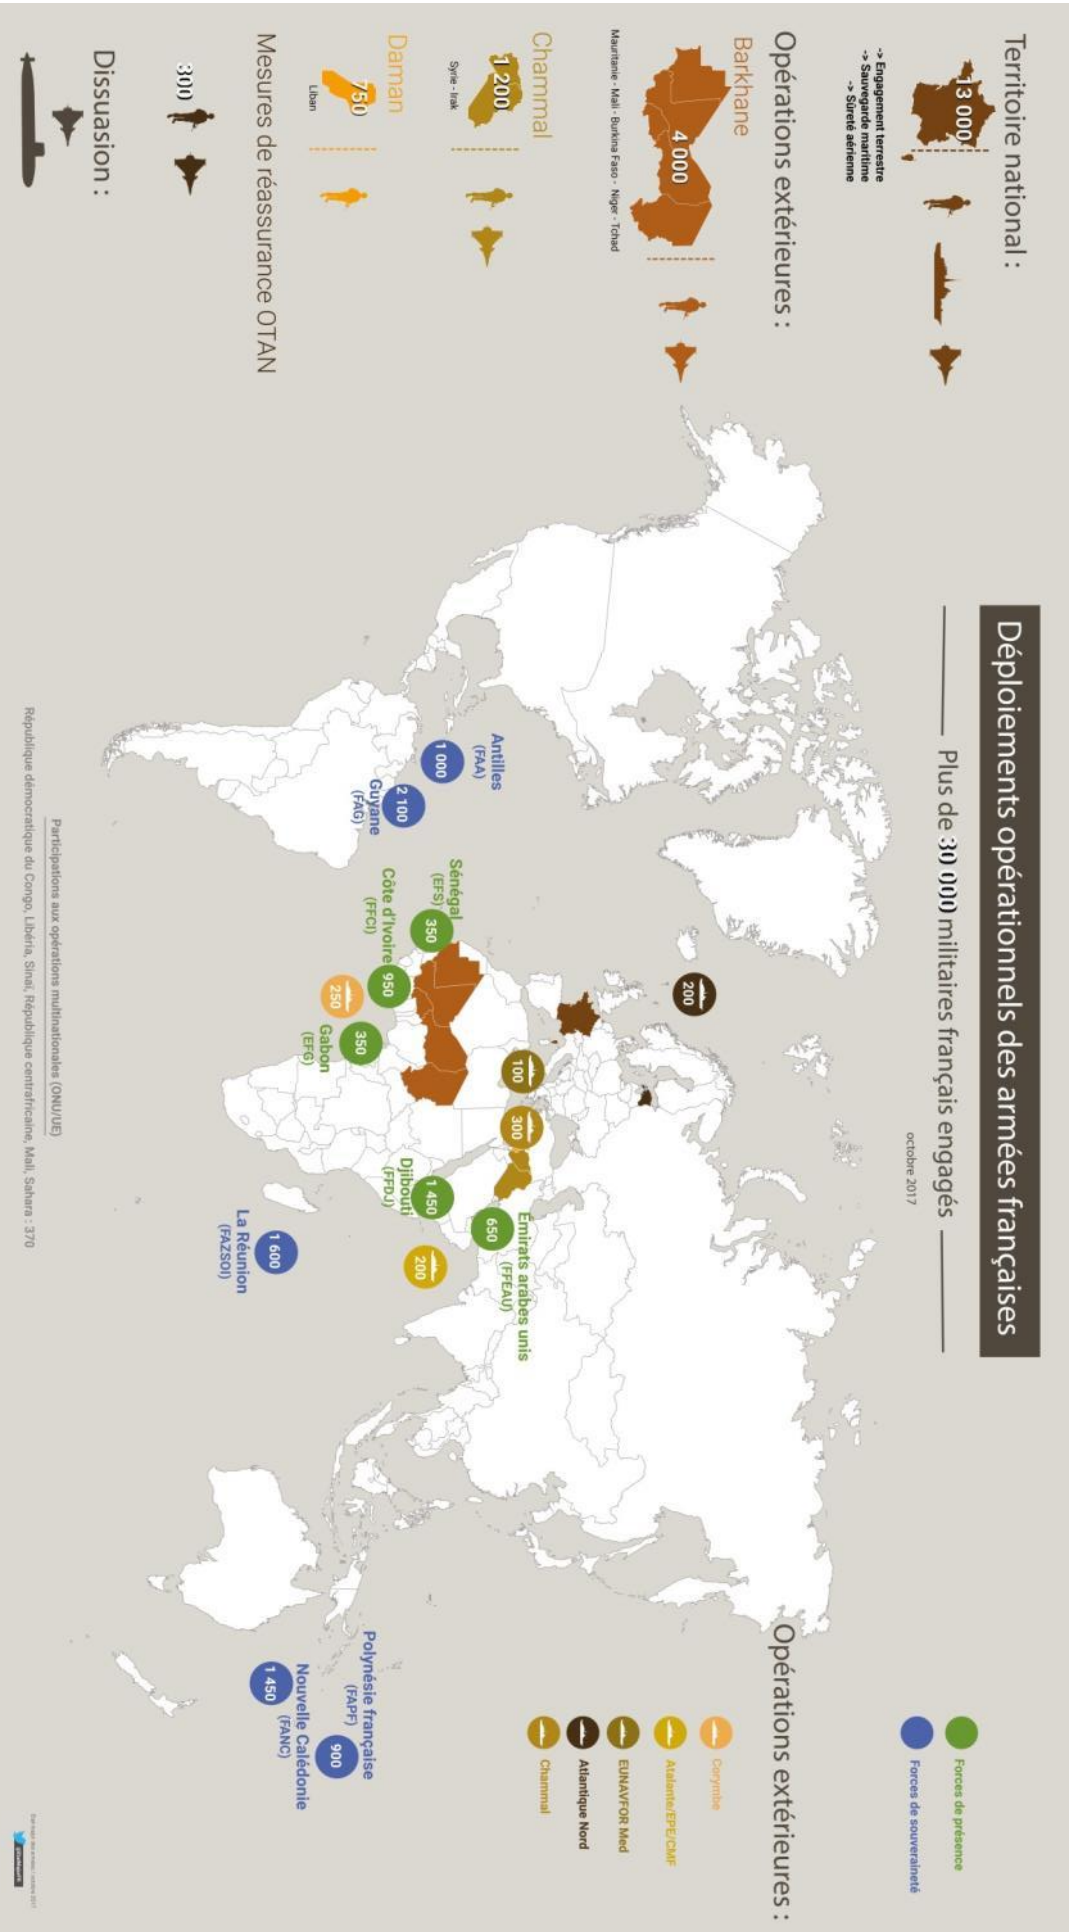 Déploiements opérationnels des armées françaises
Plus de 30 000 militaires français engagés
octobre 2017
Territoire national :
13 000
-> Engagement terrestre
-> Sauvegarde maritime
-> Sûreté aérienne
Opérations extérieures :
Barkhane
4 000
Mauritanie - Mali - Burkina Faso - Niger - Tchad
Chammal
1 200
Syrie - Irak
Daman
750
Liban
Mesures de réassurance OTAN
300
Dissuasion :
Forces de présence
Forces de souveraineté
Opérations extérieures :
Corymbe
Atalante/EPE/CMF
EUNAVFOR Med
Atlantique Nord
Chammal
200
Antilles
(FAA)
1 000
2 100
Guyane
(FAG)
Sénégal
(EFS)
350
Côte d'Ivoire
(FFCI)
950
250
350
Gabon
(EFG)
100
300
1 450
Djibouti
(FFDJ)
650
Émirats arabes unis
(FFEAU)
200
1 600
La Réunion
(FAZSOI)
Polynésie française
(FAPF)
900
Nouvelle Calédonie
(FANC)
1 450
Participations aux opérations multinationales (ONU/UE)
République démocratique du Congo, Libéria, Sinaï, République centrafricaine, Mali, Sahara : 370